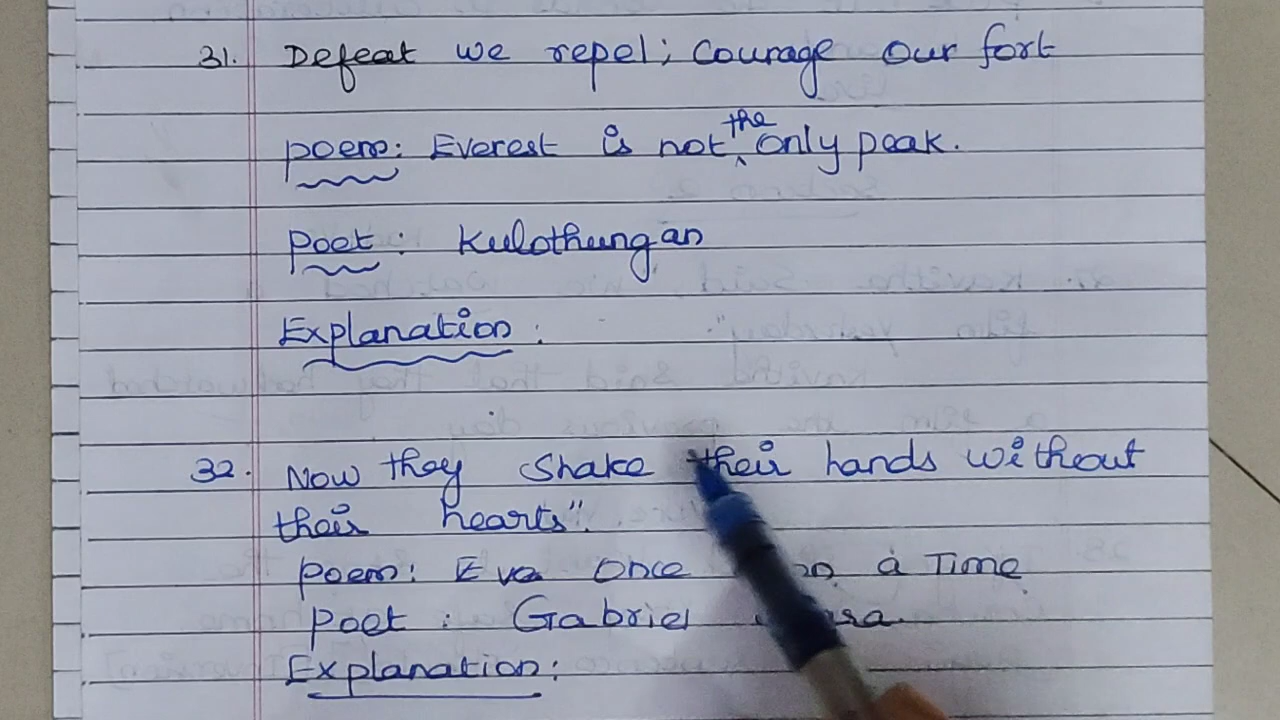 31. Defeat we repel; Courage our fort
poem: Everest is not the only peak.
Poet: Kulothungan
Explanation:
32. Now they shake their hands without
their hearts".
poem: Eva Once a Time
Poet: Gabriel
Explanation: